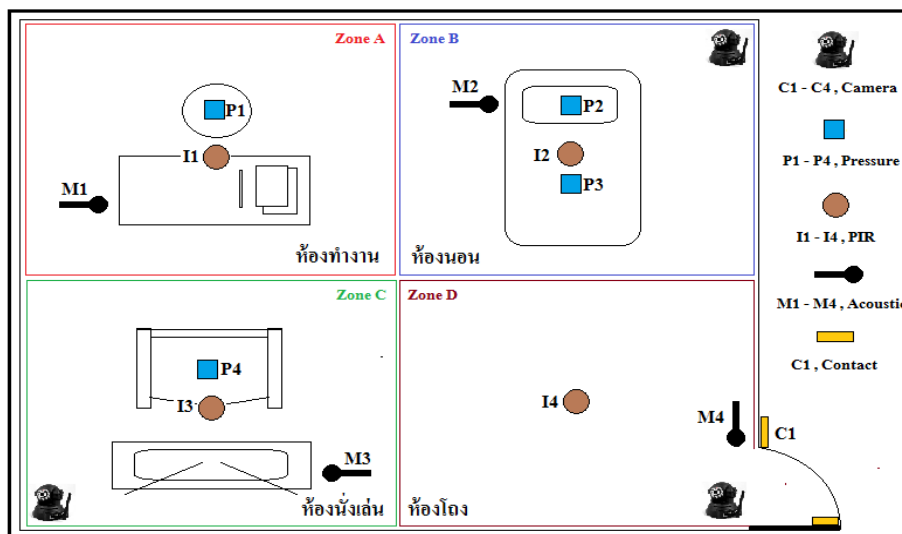 Zone A
P1
I1
M1
ห้องทำงาน
Zone B
M2
P2
I2
P3
ห้องนอน
Zone C
P4
I3
M3
ห้องนั่งเล่น
Zone D
I4
M4
C1
ห้องโถง
C1 - C4 , Camera
P1 - P4 , Pressure
I1 - I4 , PIR
M1 - M4 , Acoustic
C1 , Contact